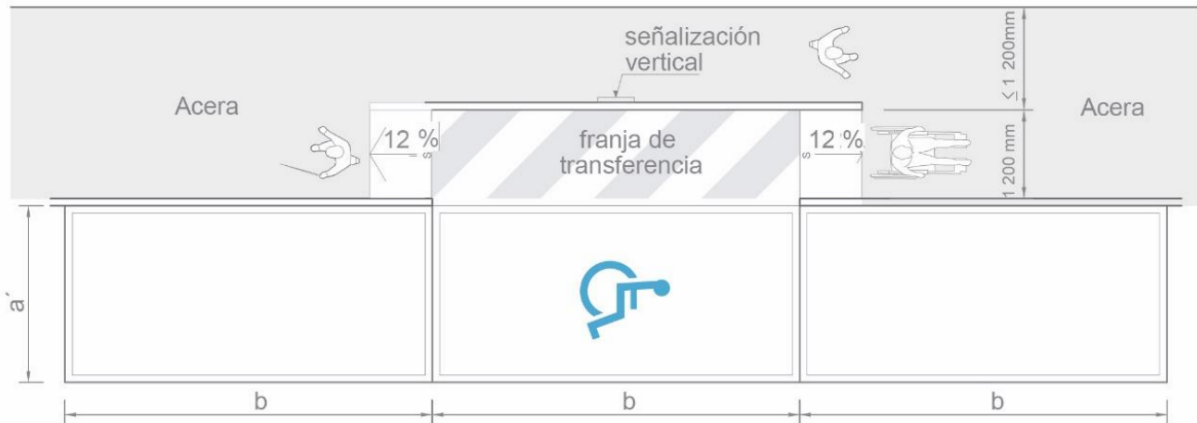 señalización
vertical
≤ 1 200mm
Acera
Acera
12 %
franja de
transferencia
12 %
1 200 mm
s
s
a´
b
b
b